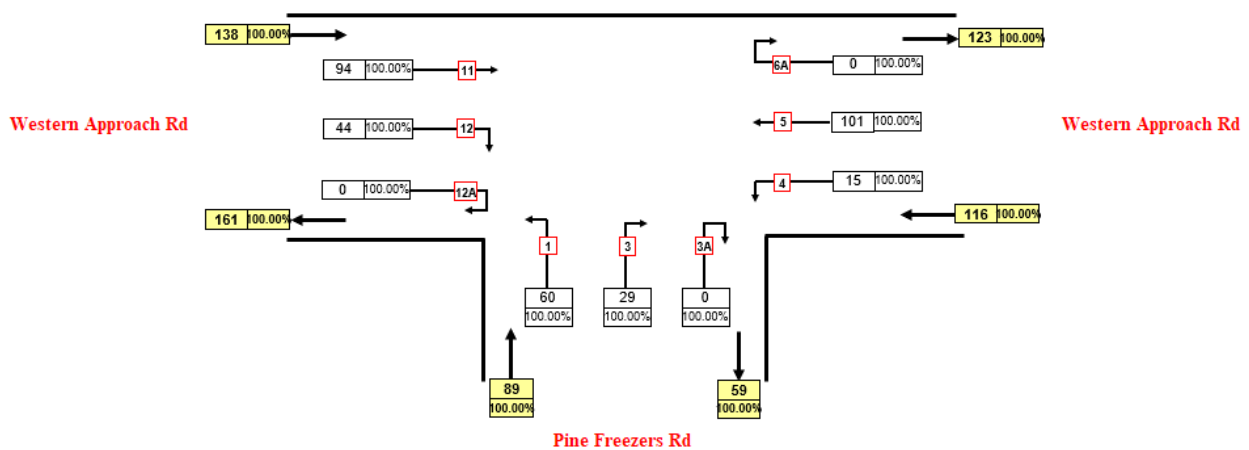 138 100.00%
123 100.00%
94 100.00% 11
6A 0 100.00%
Western Approach Rd
44 100.00% 12
5 101 100.00%
Western Approach Rd
0 100.00% 12A
4 15 100.00%
161 100.00%
116 100.00%
1 3 3A
60 29 0
100.00% 100.00% 100.00%
89 59
100.00% 100.00%
Pine Freezers Rd